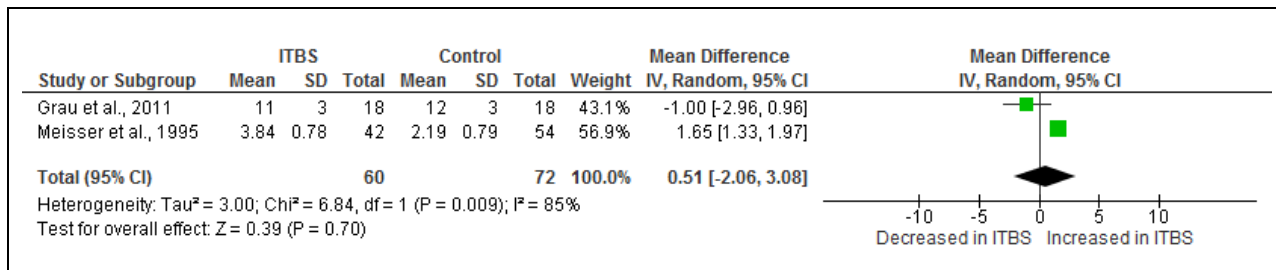 ITBS Control Mean Difference Mean Difference
Study or Subgroup Mean SD Total Mean SD Total Weight IV, Random, 95% CI IV, Random, 95% CI
Grau et al., 2011 11 3 18 12 3 18 43.1% -1.00 [-2.96, 0.96]
Meisser et al., 1995 3.84 0.78 42 2.19 0.79 54 56.9% 1.65 [1.33, 1.97]
Total (95% CI) 60 72 100.0% 0.51 [-2.06, 3.08]
Heterogeneity: Tau² = 3.00; Chi² = 6.84, df = 1 (P = 0.009); I² = 85%
Test for overall effect: Z = 0.39 (P = 0.70)
-10 -5 0 5 10
Decreased in ITBS Increased in ITBS